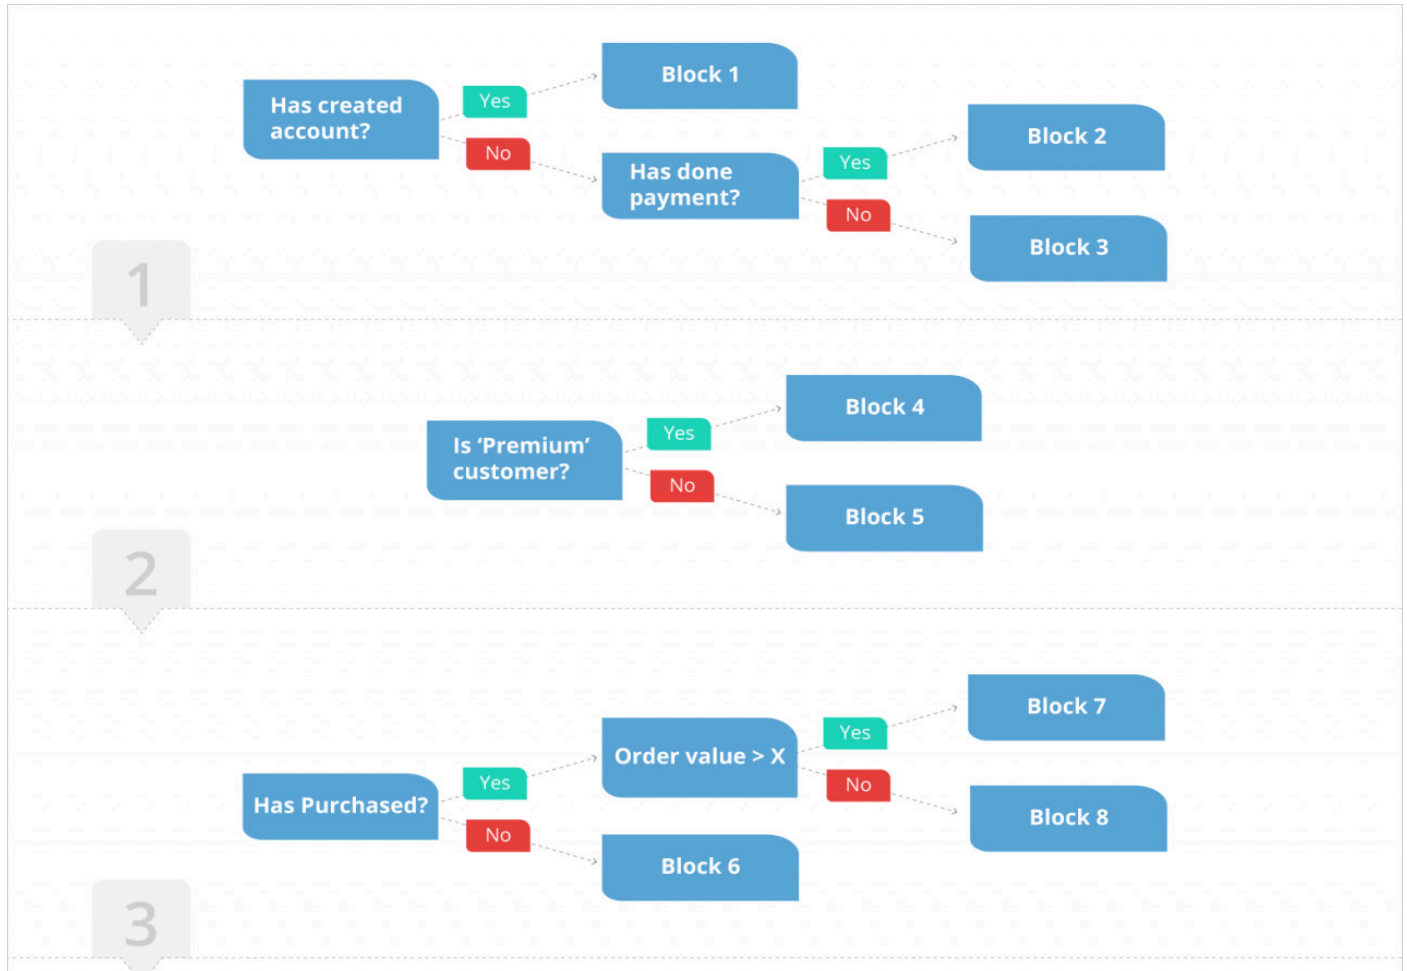 Has created
account?
Yes
No
Block 1
Has done
payment?
Yes
No
Block 2
Block 3
1
Is ‘Premium’
customer?
Yes
No
Block 4
Block 5
2
Has Purchased?
Yes
No
Order value > X
Block 6
Yes
No
Block 7
Block 8
3